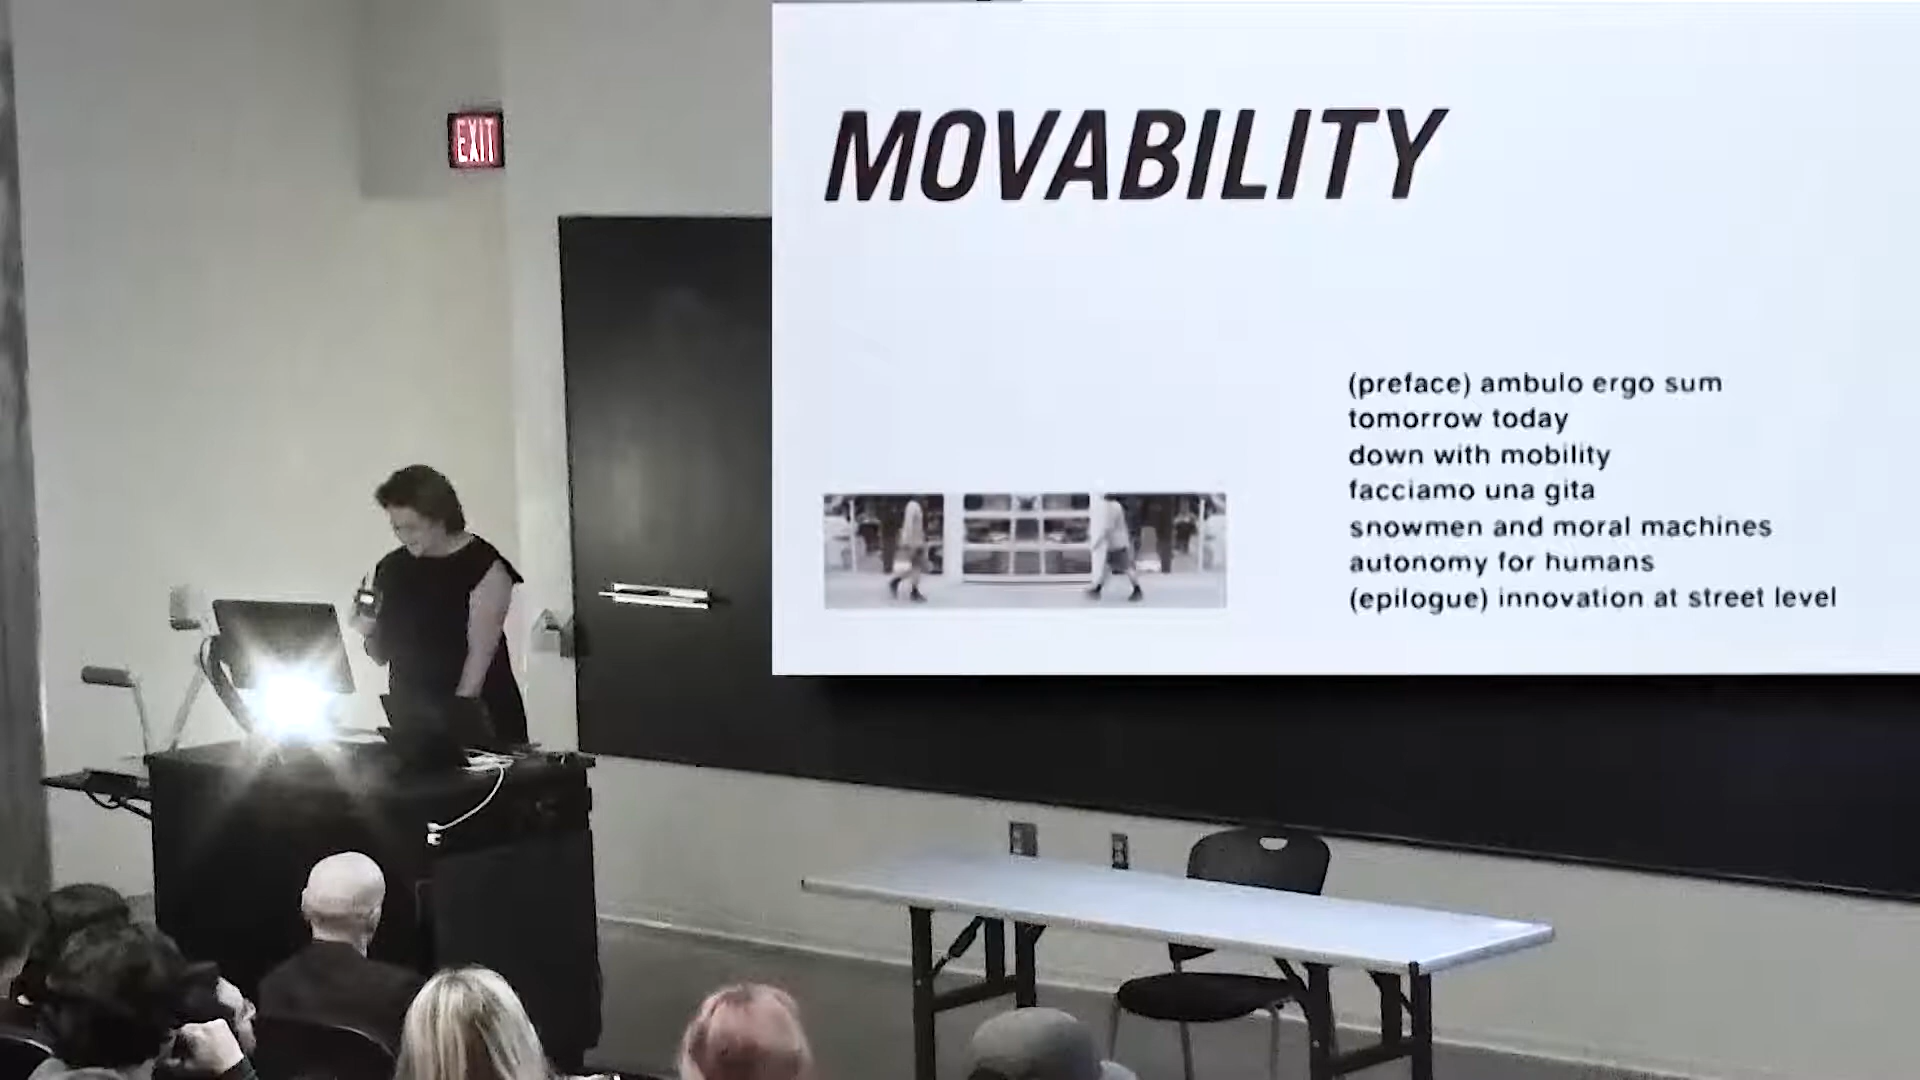 EXIT
MOVABILITY
(preface) ambulo ergo sum
tomorrow today
down with mobility
facciamo una gita
snowmen and moral machines
autonomy for humans
(epilogue) innovation at street level